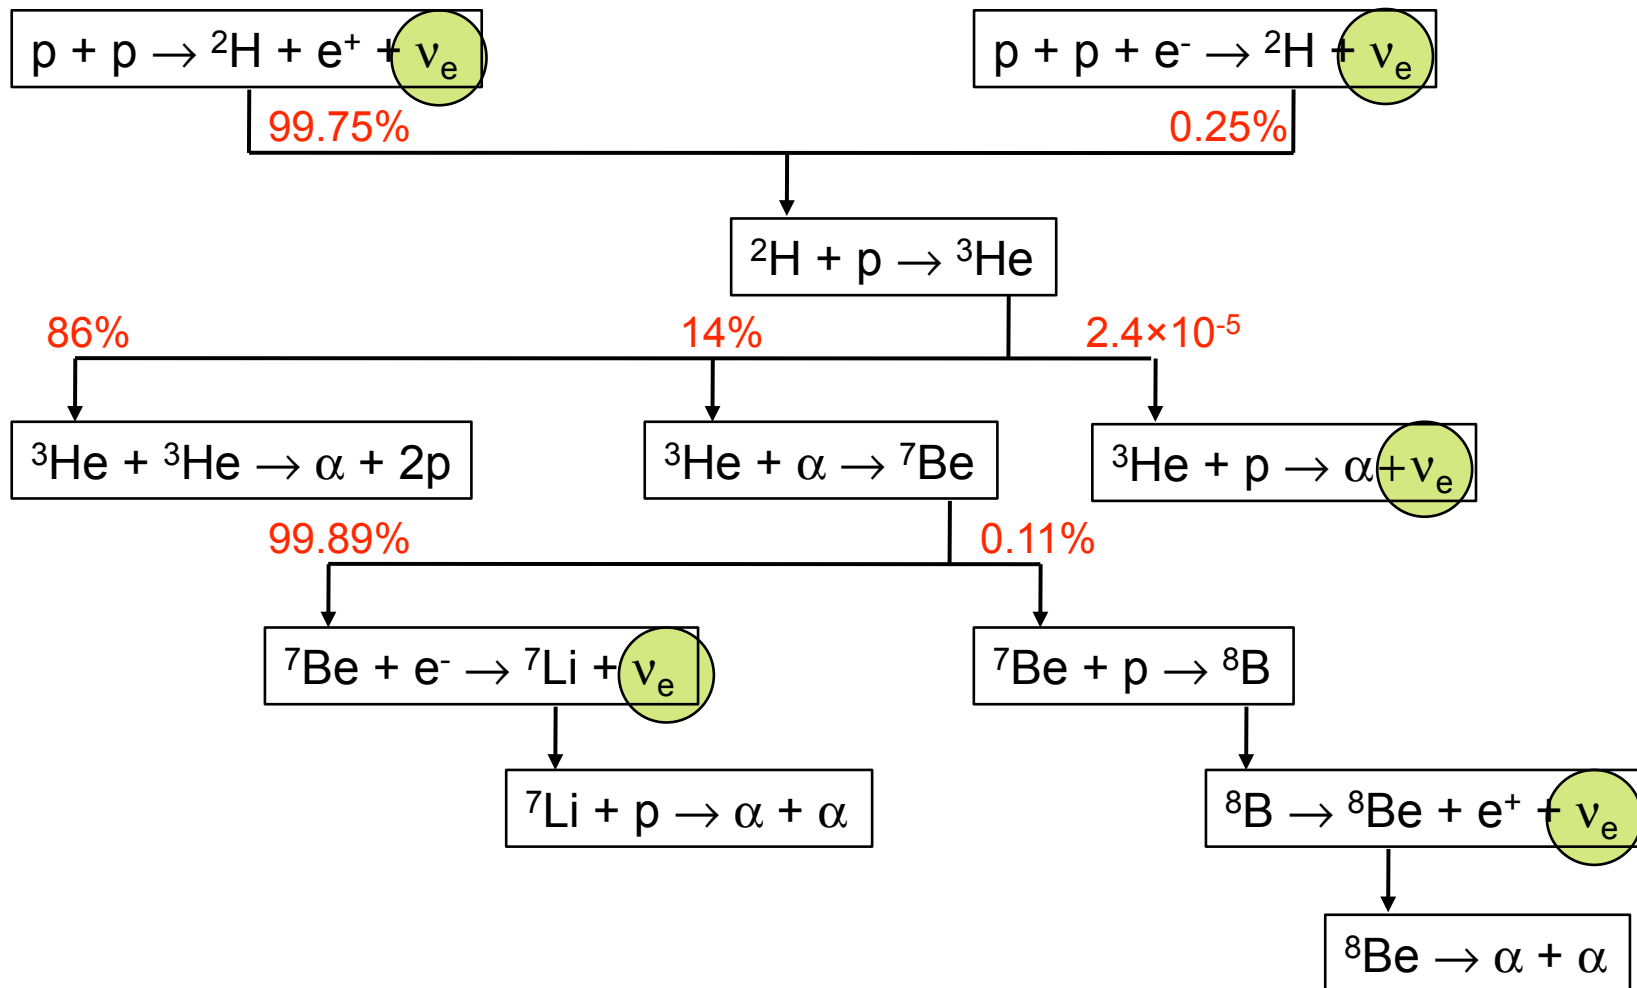 p + p → ²H + e⁺ + νₑ
p + p + e⁻ → ²H + νₑ
99.75%
0.25%
²H + p → ³He
86%
14%
2.4×10⁻⁵
³He + ³He → α + 2p
³He + α → ⁷Be
³He + p → α+νₑ
99.89%
0.11%
⁷Be + e⁻ → ⁷Li + νₑ
⁷Be + p → ⁸B
⁷Li + p → α + α
⁸B → ⁸Be + e⁺ + νₑ
⁸Be → α + α